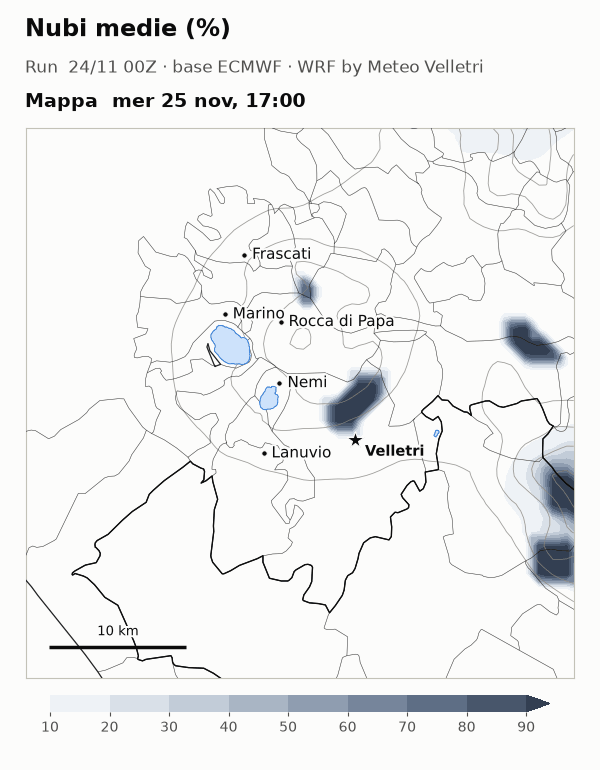 Nubi medie (%)
Run  24/11 00Z · base ECMWF · WRF by Meteo Velletri
Mappa  mer 25 nov, 17:00
Frascati
Marino
Rocca di Papa
Nemi
Velletri
Lanuvio
10 km
10 20 30 40 50 60 70 80 90